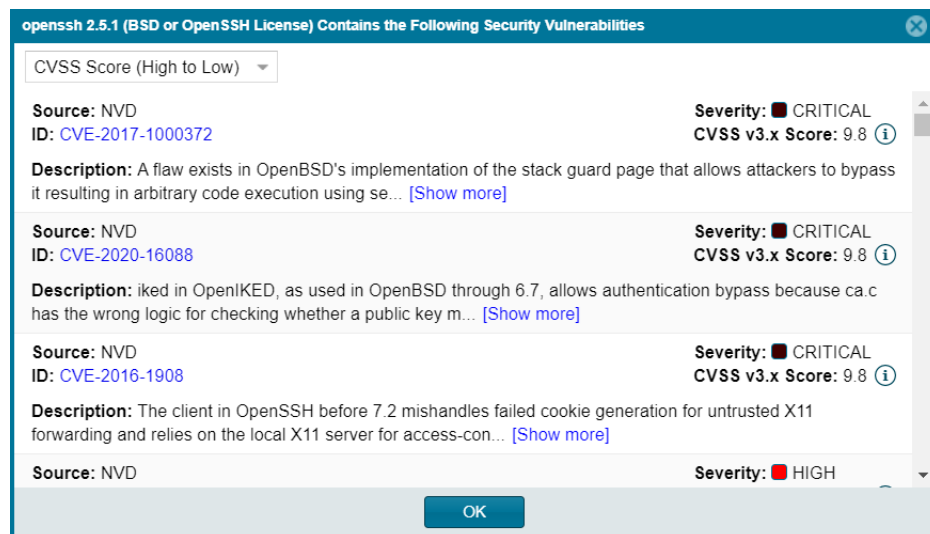 openssh 2.5.1 (BSD or OpenSSH License) Contains the Following Security Vulnerabilities
CVSS Score (High to Low)
Source: NVD
Severity: CRITICAL
ID: CVE-2017-1000372
CVSS v3.x Score: 9.8
Description: A flaw exists in OpenBSD's implementation of the stack guard page that allows attackers to bypass
it resulting in arbitrary code execution using se... [Show more]
Source: NVD
Severity: CRITICAL
ID: CVE-2020-16088
CVSS v3.x Score: 9.8
Description: iked in OpenIKED, as used in OpenBSD through 6.7, allows authentication bypass because ca.c
has the wrong logic for checking whether a public key m... [Show more]
Source: NVD
Severity: CRITICAL
ID: CVE-2016-1908
CVSS v3.x Score: 9.8
Description: The client in OpenSSH before 7.2 mishandles failed cookie generation for untrusted X11
forwarding and relies on the local X11 server for access-con... [Show more]
Source: NVD
Severity: HIGH
OK